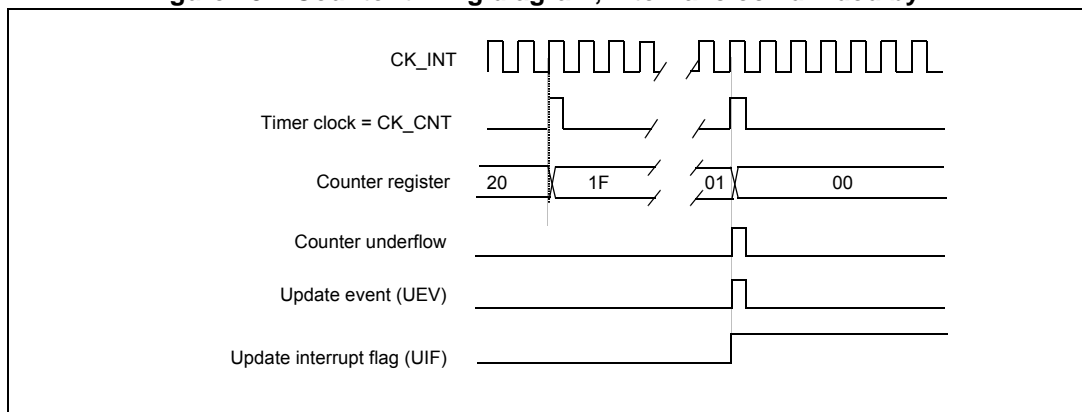 CK_INT
Timer clock = CK_CNT
Counter register 20 1F 01 00
Counter underflow
Update event (UEV)
Update interrupt flag (UIF)